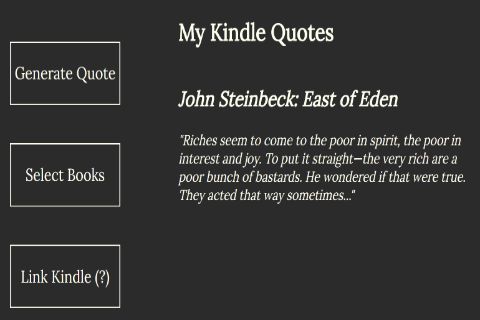 My Kindle Quotes
Generate Quote
Select Books
Link Kindle (?)
John Steinbeck: East of Eden
"Riches seem to come to the poor in spirit, the poor in
interest and joy. To put it straight—the very rich are a
poor bunch of bastards. He wondered if that were true.
They acted that way sometimes..."